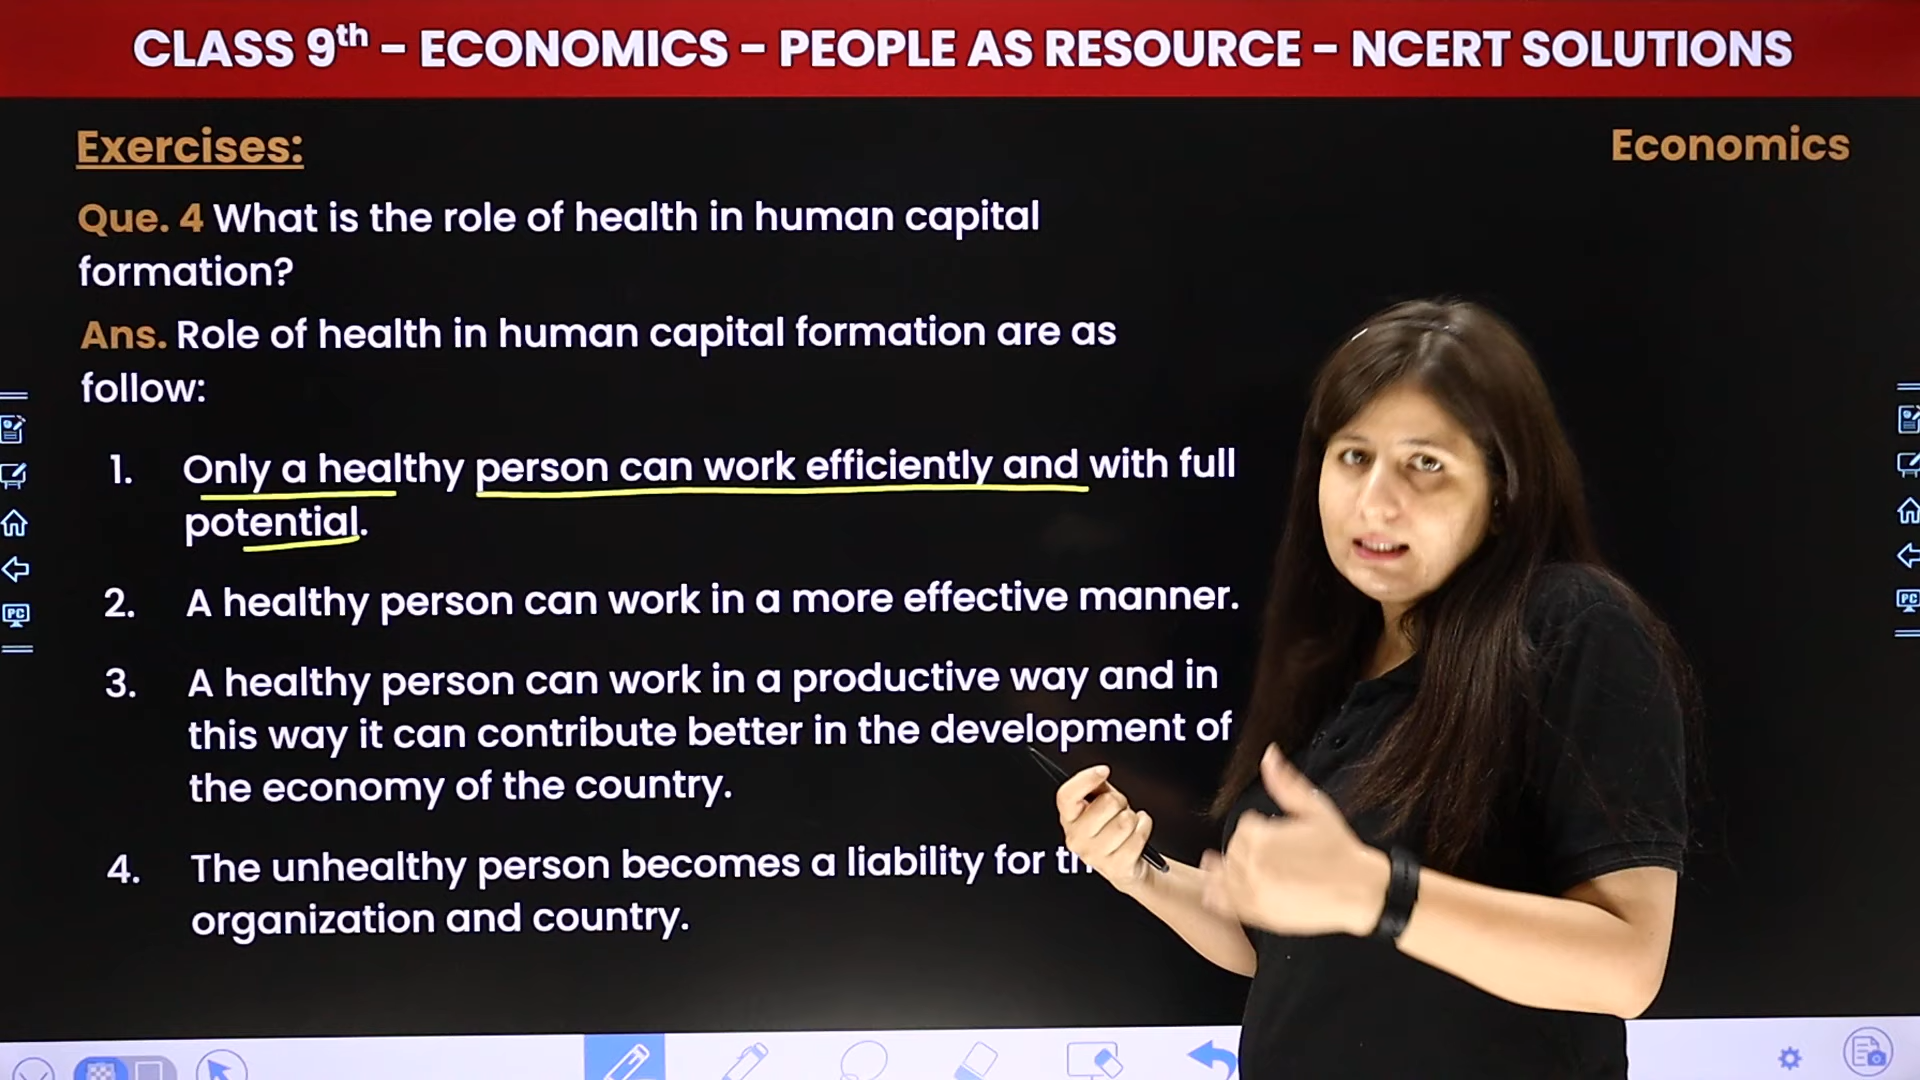 CLASS 9th – ECONOMICS – PEOPLE AS RESOURCE – NCERT SOLUTIONS
Exercises:
Economics
Que. 4 What is the role of health in human capital
formation?
Ans. Role of health in human capital formation are as
follow:
1. Only a healthy person can work efficiently and with full
potential.
2. A healthy person can work in a more effective manner.
3. A healthy person can work in a productive way and in
this way it can contribute better in the development of
the economy of the country.
4. The unhealthy person becomes a liability for
organization and country.
PC
PC